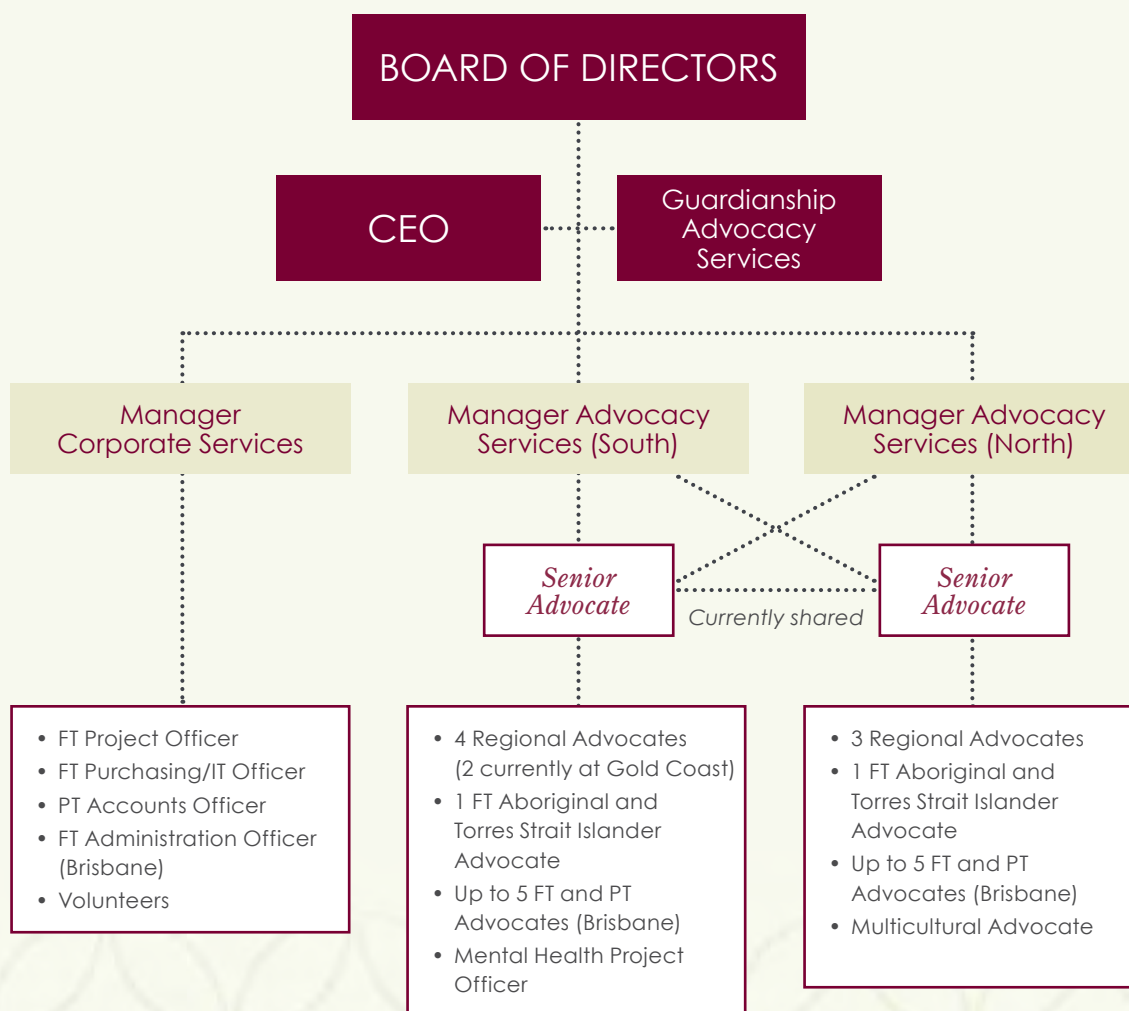 BOARD OF DIRECTORS
CEO
Guardianship
Advocacy
Services
Manager
Corporate Services
Manager Advocacy
Services (South)
Manager Advocacy
Services (North)
Senior
Advocate
Currently shared
Senior
Advocate
• FT Project Officer
• FT Purchasing/IT Officer
• PT Accounts Officer
• FT Administration Officer
(Brisbane)
• Volunteers
• 4 Regional Advocates
(2 currently at Gold Coast)
• 1 FT Aboriginal and
Torres Strait Islander
Advocate
• Up to 5 FT and PT
Advocates (Brisbane)
• Mental Health Project
Officer
• 3 Regional Advocates
• 1 FT Aboriginal and
Torres Strait Islander
Advocate
• Up to 5 FT and PT
Advocates (Brisbane)
• Multicultural Advocate